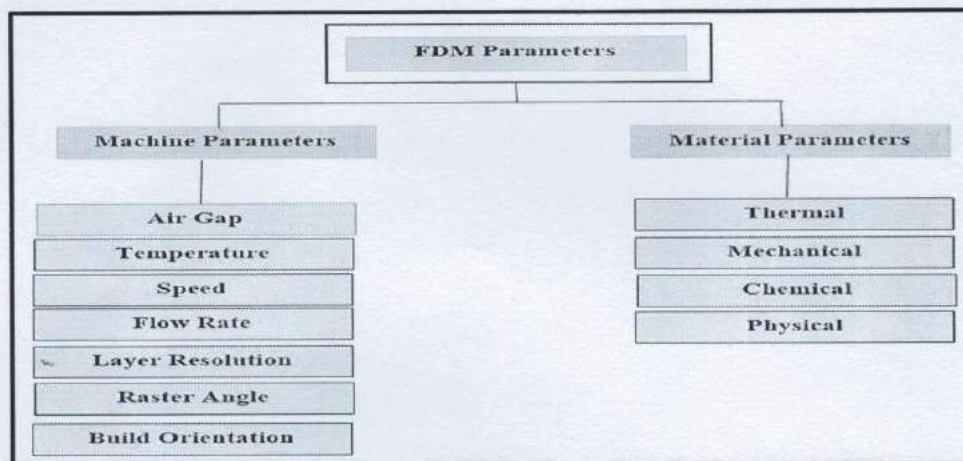 FDM Parameters
Machine Parameters
Air Gap
Temperature
Speed
Flow Rate
Layer Resolution
Raster Angle
Build Orientation
Material Parameters
Thermal
Mechanical
Chemical
Physical